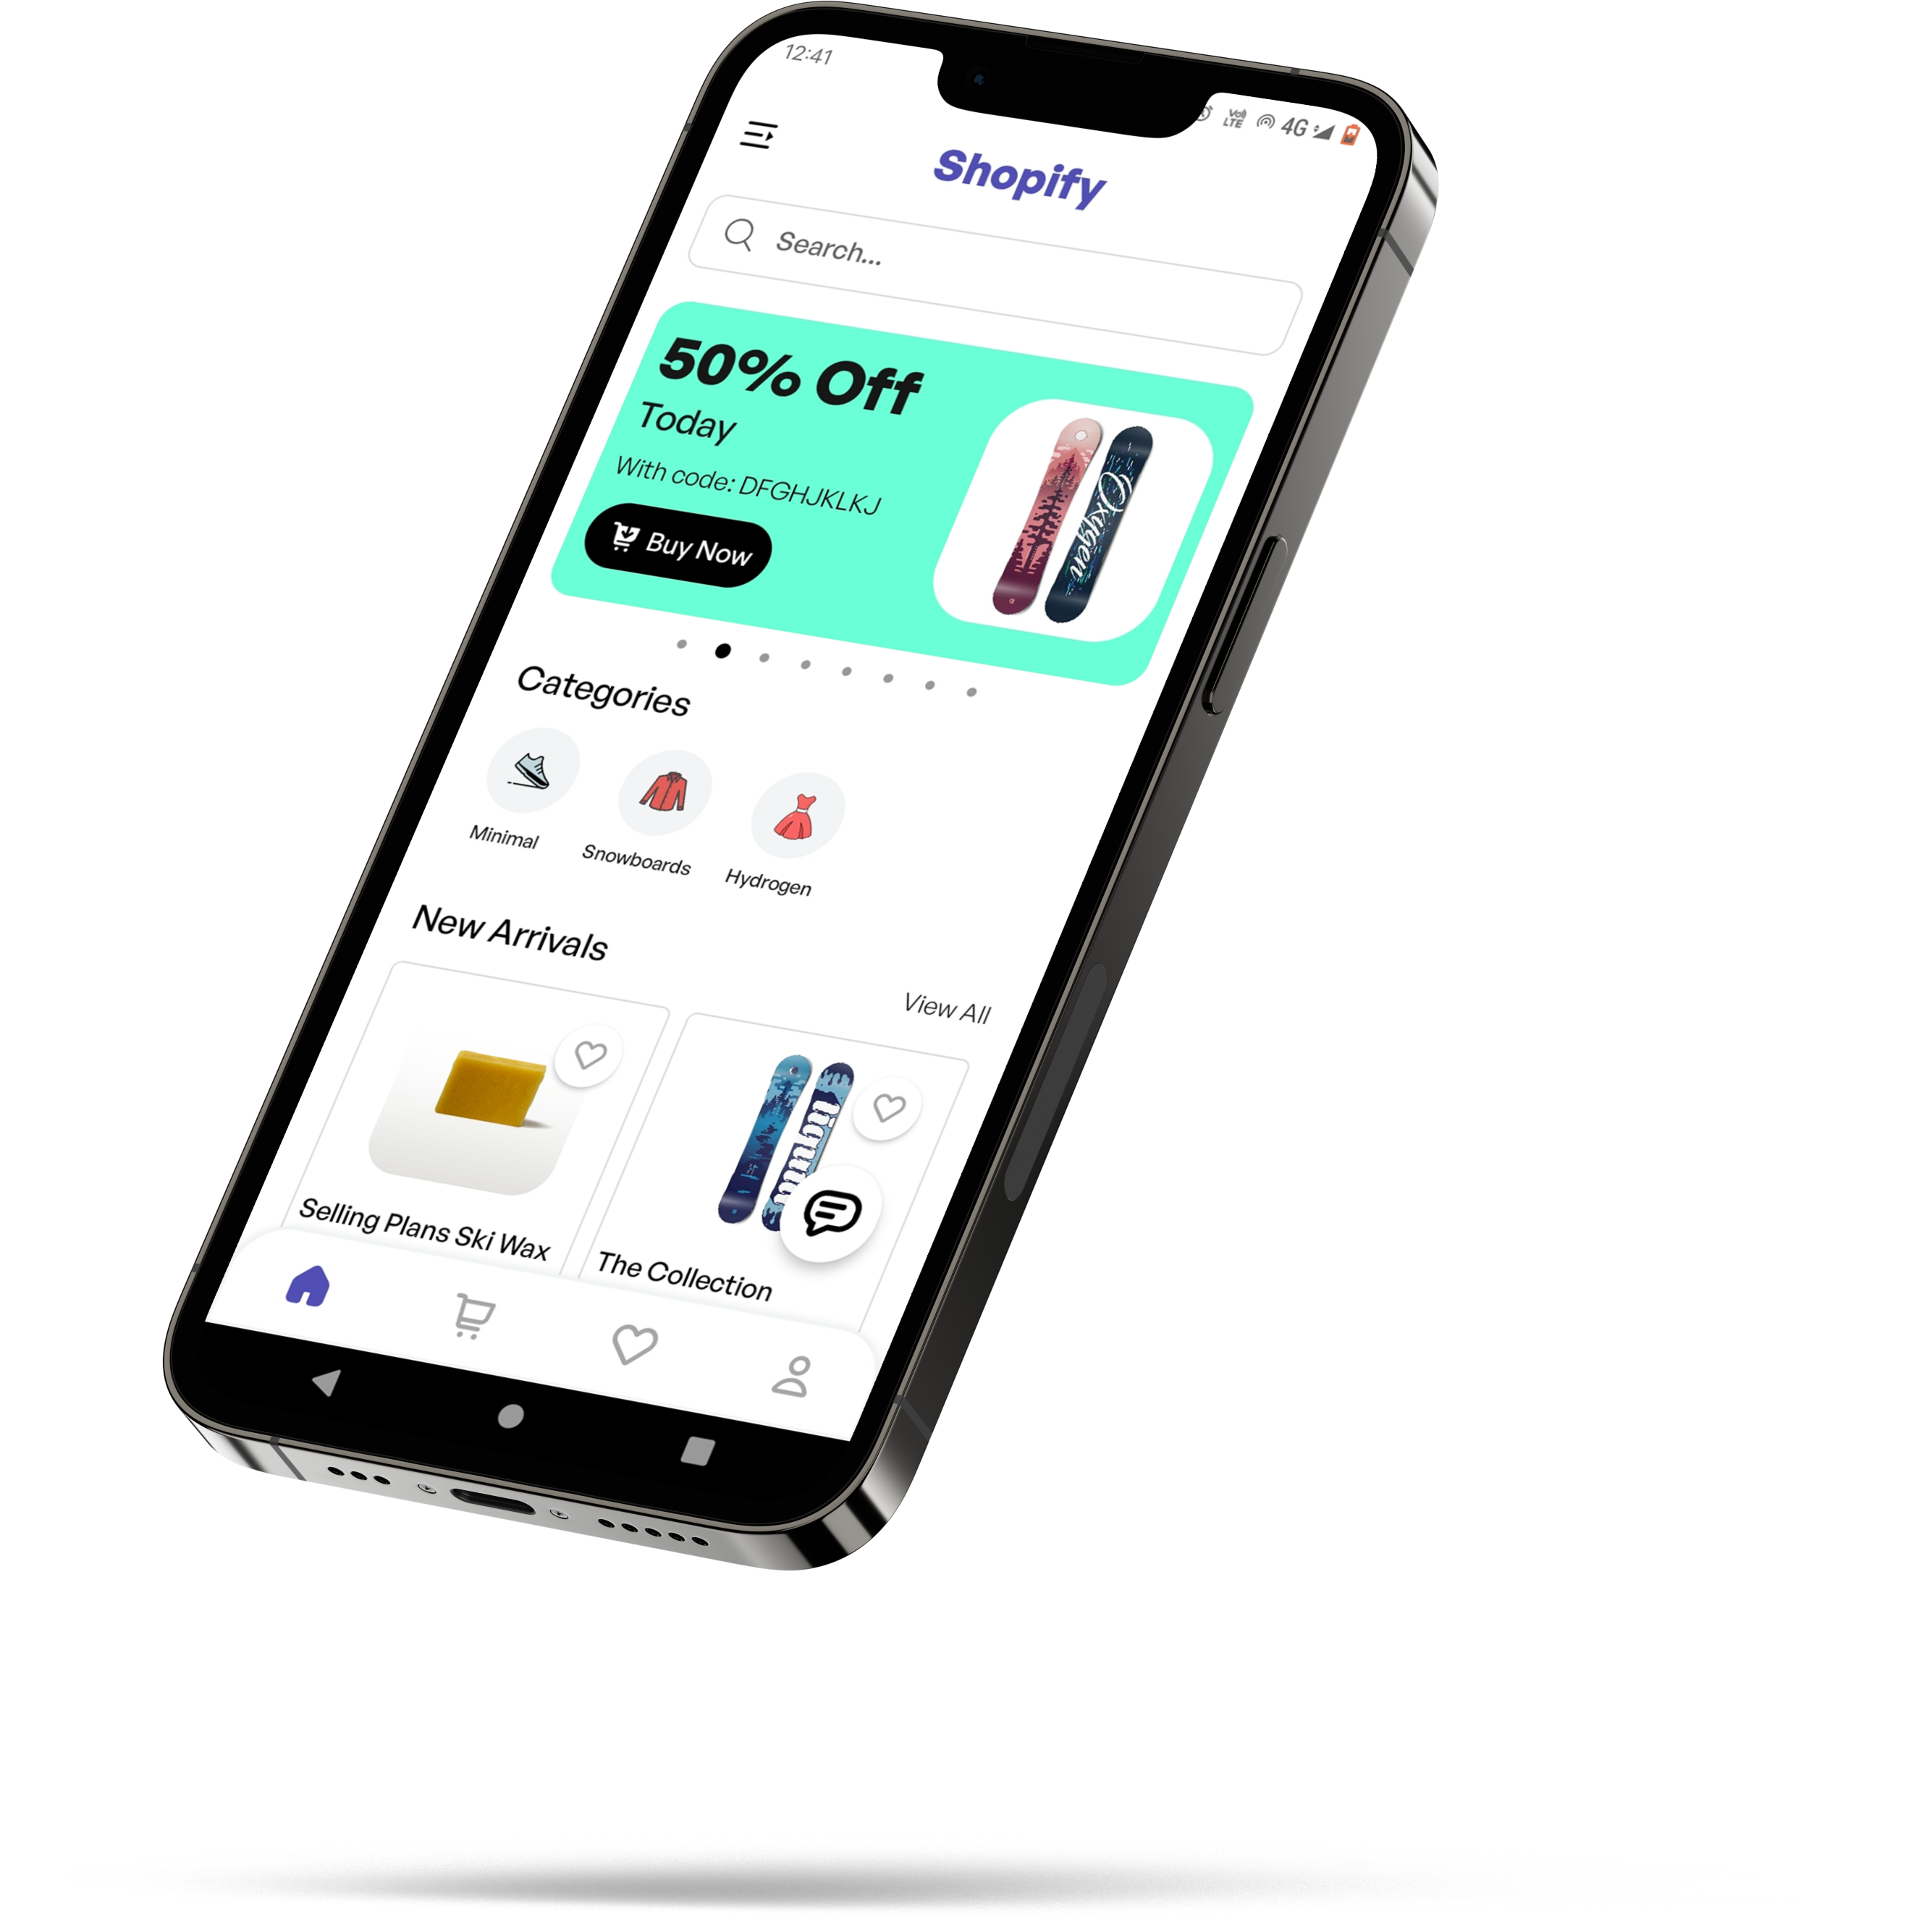 12:41
Vo)) LTE 4G
Shopify
Search...
50% Off
Today
With code: DFGHJKLKJ
Buy Now
Oxygen
Categories
Minimal
Snowboards
Hydrogen
New Arrivals
View All
Selling Plans Ski Wax
The Collection